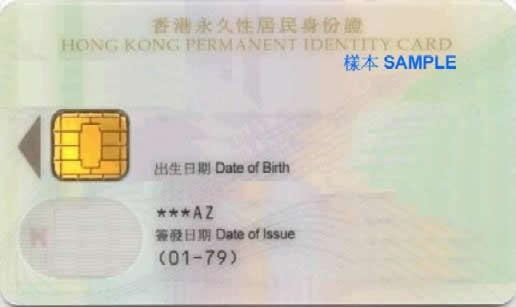 香港永久性居民身份證
HONG KONG PERMANENT IDENTITY CARD
樣本 SAMPLE
出生日期 Date of Birth
***AZ
簽發日期 Date of Issue
(01-79)